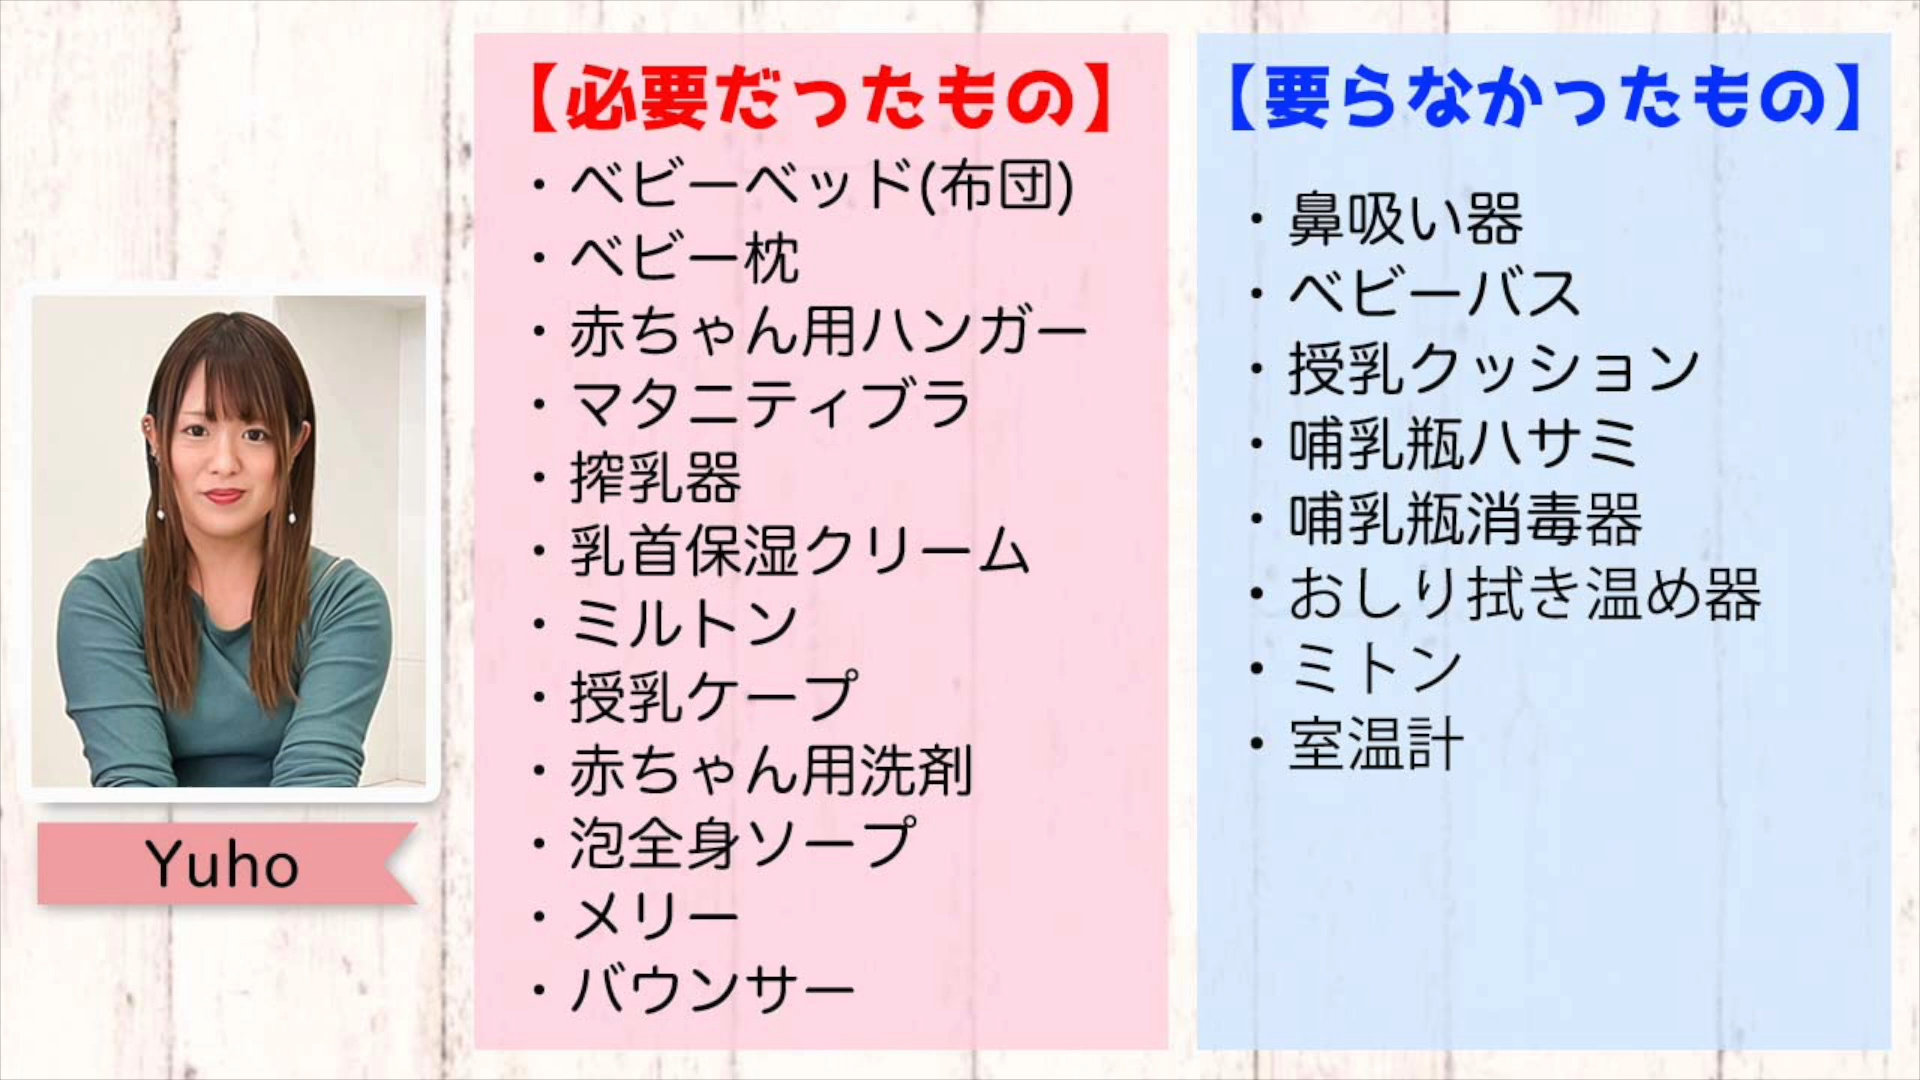 【必要だったもの】
・ベビーベッド(布団)
・ベビー枕
・赤ちゃん用ハンガー
・マタニティブラ
・搾乳器
・乳首保湿クリーム
・ミルトン
・授乳ケープ
・赤ちゃん用洗剤
・泡全身ソープ
・メリー
・バウンサー
【要らなかったもの】
・鼻吸い器
・ベビーバス
・授乳クッション
・哺乳瓶ハサミ
・哺乳瓶消毒器
・おしり拭き温め器
・ミトン
・室温計
Yuho